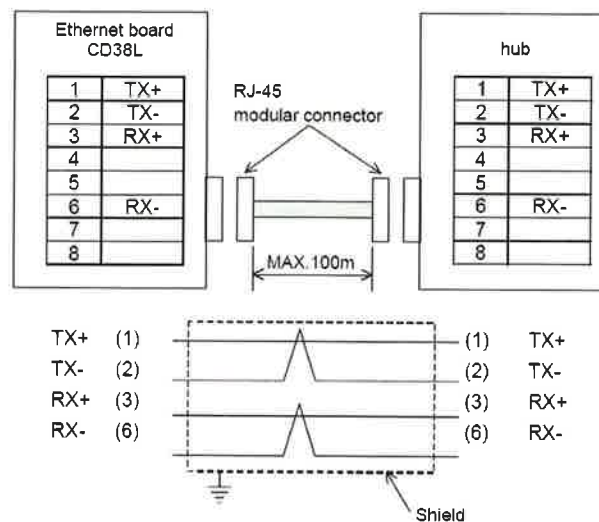 Ethernet board
CD38L
1 TX+
2 TX-
3 RX+
4
5
6 RX-
7
8
RJ-45
modular connector
MAX.100m
hub
1 TX+
2 TX-
3 RX+
4
5
6 RX-
7
8
TX+ (1) (1) TX+
TX- (2) (2) TX-
RX+ (3) (3) RX+
RX- (6) (6) RX-
Shield